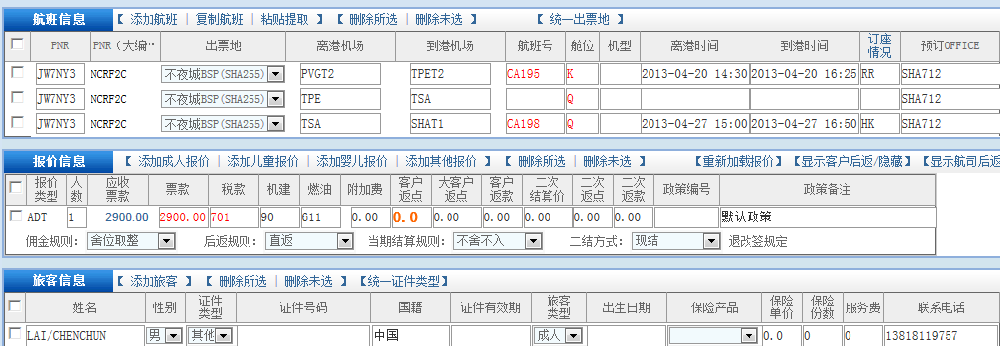 航班信息 【 添加航班 | 复制航班 | 粘贴提取 】 【 删除所选 | 删除未选 】 【 统一出票地 】
PNR PNR（大编·· 出票地 离港机场 到港机场 航班号 舱位 机型 离港时间 到港时间 订座情况 预订OFFICE
JW7NY3 NCRF2C 不夜城BSP(SHA255) PVGT2 TPET2 CA195 K 2013-04-20 14:30 2013-04-20 16:25 RR SHA712
JW7NY3 NCRF2C 不夜城BSP(SHA255) TPE TSA Q SHA712
JW7NY3 NCRF2C 不夜城BSP(SHA255) TSA SHAT1 CA198 Q 2013-04-27 15:00 2013-04-27 16:50 HK SHA712
报价信息 【 添加成人报价 | 添加儿童报价 | 添加婴儿报价 | 添加其他报价 】 【 删除所选 | 删除未选 】 【重新加载报价】 【显示客户后返/隐藏】 【显示航司后返
报价类型 人数 应收票款 票款 税款 机建 燃油 附加费 客户返点 大客户返点 客户返款 二次结算价 二次返点 二次返款 政策编号 政策备注
ADT 1 2900.00 2900.00 701 90 611 0.00 0.0 0.00 0.00 0.00 0.00 0.00 默认政策
佣金规则： 舍位取整 后返规则： 直返 当期结算规则： 不舍不入 二结方式： 现结 退改签规定
旅客信息 【 添加旅客 】 【 删除所选 | 删除未选 】 【统一证件类型】
姓名 性别 证件类型 证件号码 国籍 证件有效期 旅客类型 出生日期 保险产品 保险单价 保险份数 服务费 联系电话
LAI/CHENCHUN 男 其他 中国 成人 0.0 0 0 13818119757